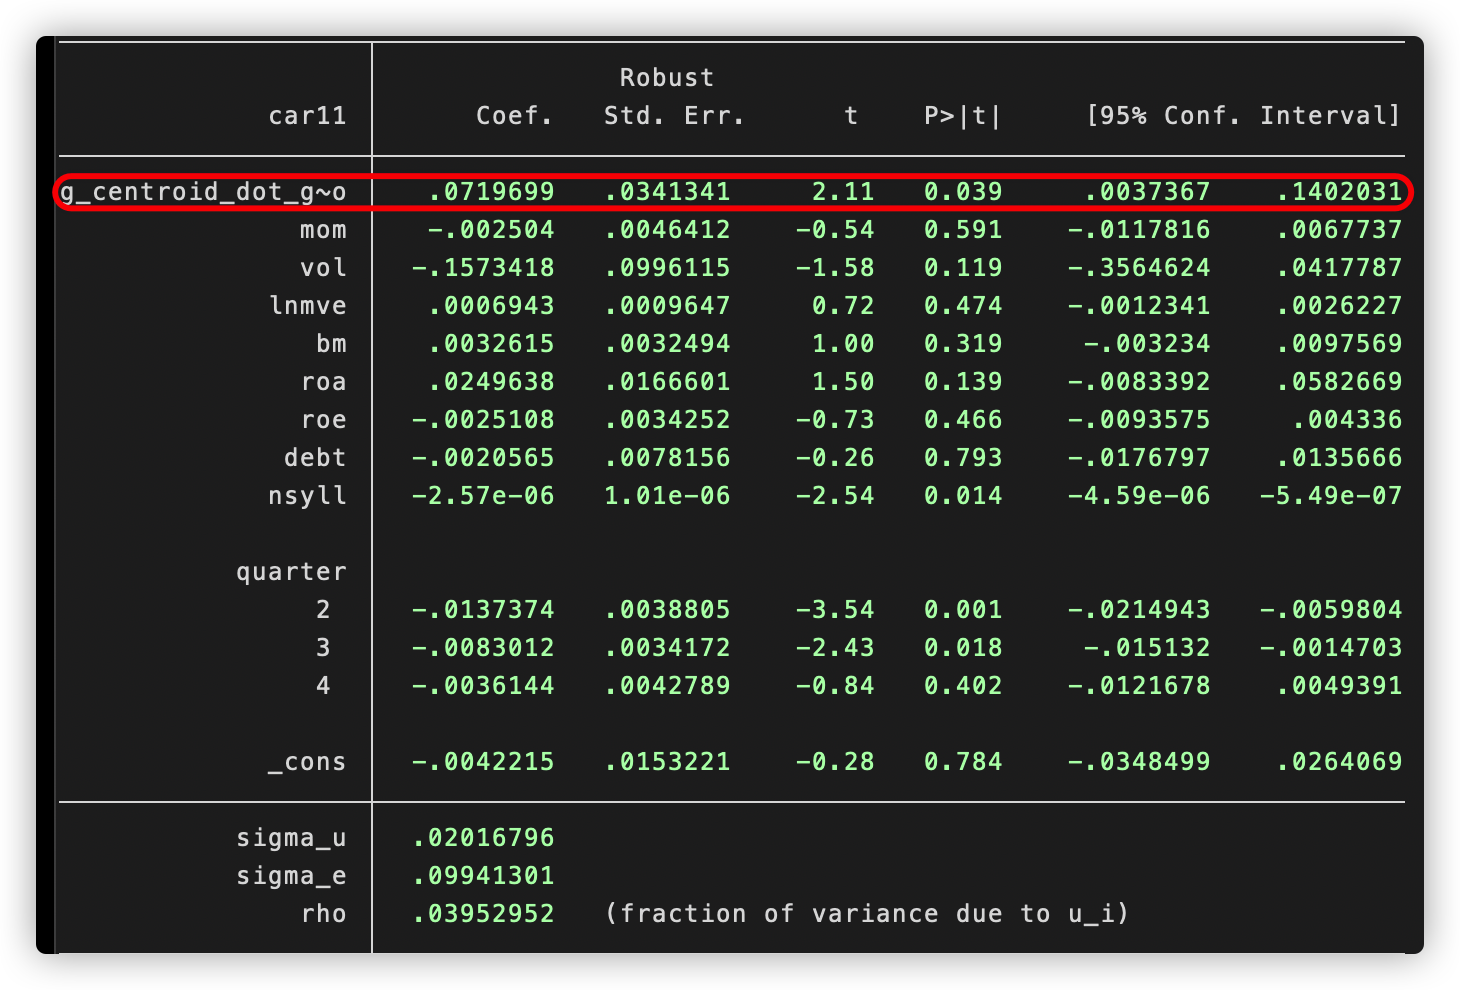 Robust
car11 Coef. Std. Err. t P>|t| [95% Conf. Interval]
g_centroid_dot_g~o .0719699 .0341341 2.11 0.039 .0037367 .1402031
mom -.002504 .0046412 -0.54 0.591 -.0117816 .0067737
vol -.1573418 .0996115 -1.58 0.119 -.3564624 .0417787
lnmve .0006943 .0009647 0.72 0.474 -.0012341 .0026227
bm .0032615 .0032494 1.00 0.319 -.003234 .0097569
roa .0249638 .0166601 1.50 0.139 -.0083392 .0582669
roe -.0025108 .0034252 -0.73 0.466 -.0093575 .004336
debt -.0020565 .0078156 -0.26 0.793 -.0176797 .0135666
nsyll -2.57e-06 1.01e-06 -2.54 0.014 -4.59e-06 -5.49e-07
quarter
2 -.0137374 .0038805 -3.54 0.001 -.0214943 -.0059804
3 -.0083012 .0034172 -2.43 0.018 -.015132 -.0014703
4 -.0036144 .0042789 -0.84 0.402 -.0121678 .0049391
_cons -.0042215 .0153221 -0.28 0.784 -.0348499 .0264069
sigma_u .02016796
sigma_e .09941301
rho .03952952 (fraction of variance due to u_i)